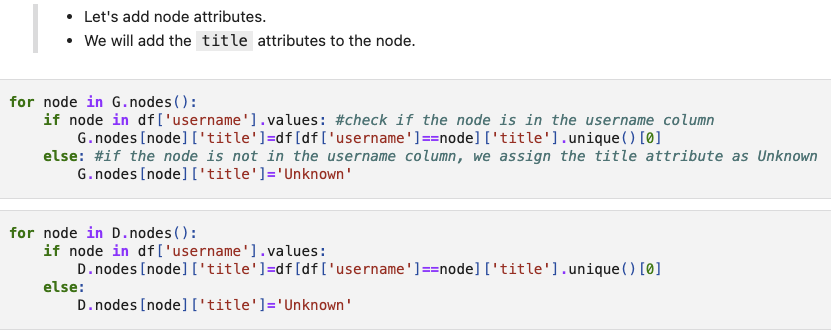 • Let's add node attributes.
• We will add the title attributes to the node.
for node in G.nodes():
    if node in df['username'].values: #check if the node is in the username column
        G.nodes[node]['title']=df[df['username']==node]['title'].unique()[0]
    else: #if the node is not in the username column, we assign the title attribute as Unknown
        G.nodes[node]['title']='Unknown'
for node in D.nodes():
    if node in df['username'].values:
        D.nodes[node]['title']=df[df['username']==node]['title'].unique()[0]
    else:
        D.nodes[node]['title']='Unknown'